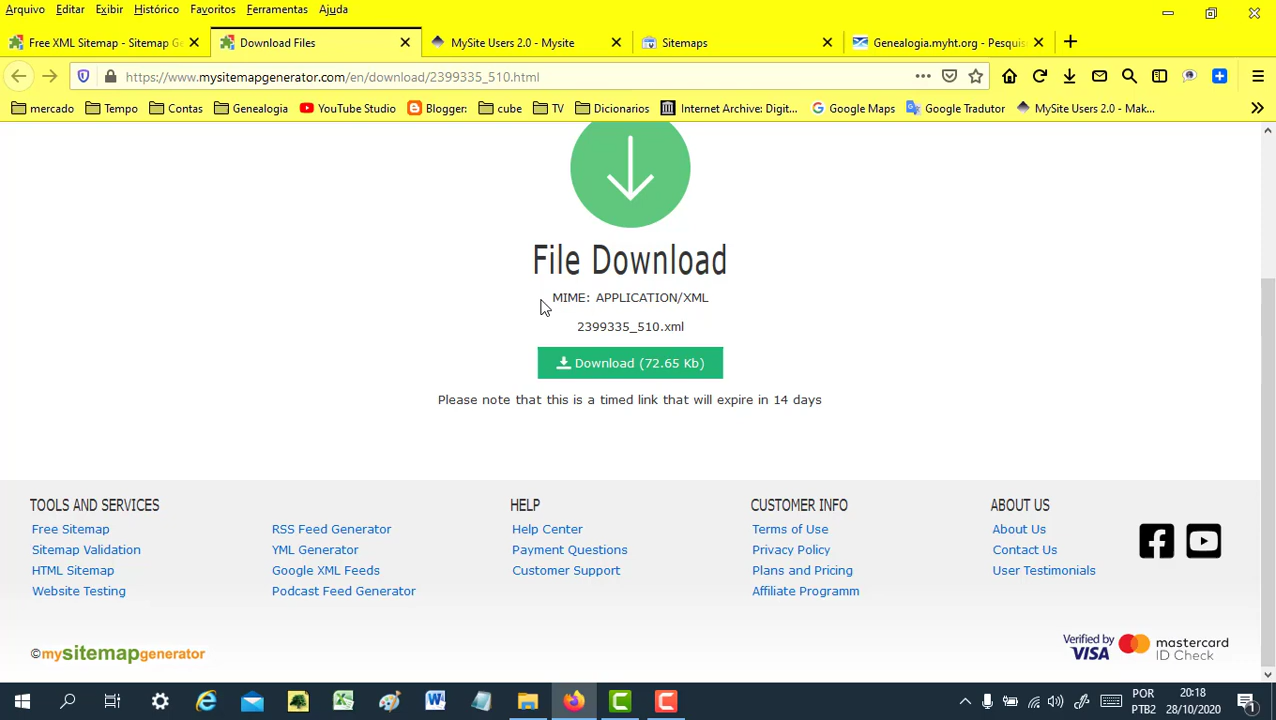 Arquivo Editar Exibir Histórico Favoritos Ferramentas Ajuda
Free XML Sitemap - Sitemap Ge
Download Files
MySite Users 2.0 - Mysite
Sitemaps
Genealogia.myht.org - Pesquis
https://www.mysitemapgenerator.com/en/download/2399335_510.html
mercado Tempo Contas Genealogia YouTube Studio Blogger: cube TV Dicionarios Internet Archive: Digit... Google Maps Google Tradutor MySite Users 2.0 - Mak...
File Download
MIME: APPLICATION/XML
2399335_510.xml
Download (72.65 Kb)
Please note that this is a timed link that will expire in 14 days
TOOLS AND SERVICES
Free Sitemap
Sitemap Validation
HTML Sitemap
Website Testing
RSS Feed Generator
YML Generator
Google XML Feeds
Podcast Feed Generator
HELP
Help Center
Payment Questions
Customer Support
CUSTOMER INFO
Terms of Use
Privacy Policy
Plans and Pricing
Affiliate Programm
ABOUT US
About Us
Contact Us
User Testimonials
©mysitemapgenerator
Verified by
VISA
mastercard
ID Check
POR
PTB2
20:18
28/10/2020
1